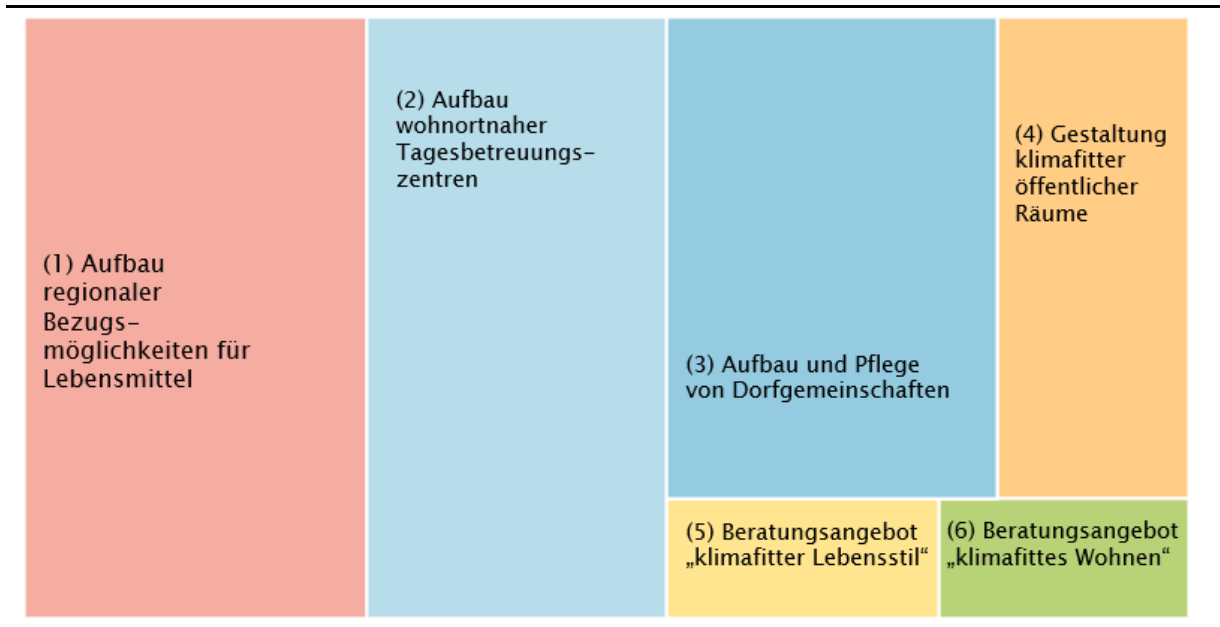 (1) Aufbau
regionaler
Bezugs-
möglichkeiten für
Lebensmittel
(2) Aufbau
wohnortnaher
Tagesbetreuungs-
zentren
(3) Aufbau und Pflege
von Dorfgemeinschaften
(4) Gestaltung
klimafitter
öffentlicher
Räume
(5) Beratungsangebot
„klimafitter Lebensstil“
(6) Beratungsangebot
„klimafittes Wohnen“